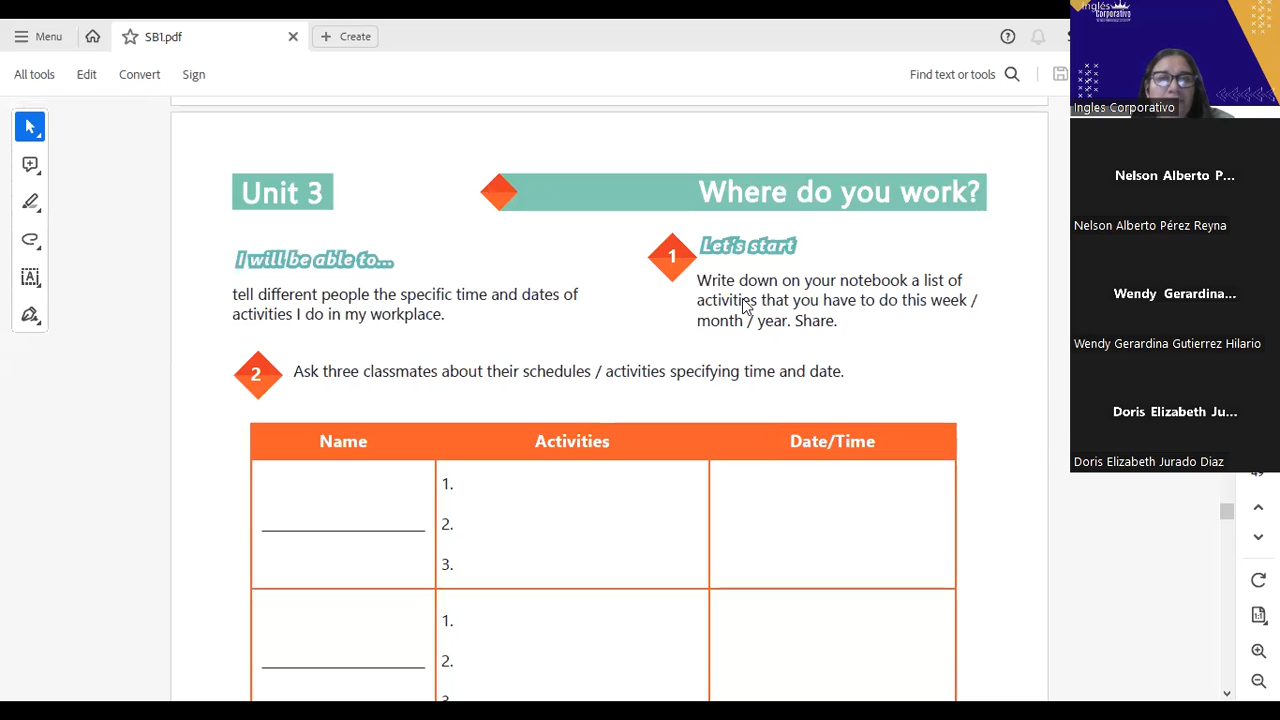 Menu
SB1.pdf
Create
All tools
Edit
Convert
Sign
Find text or tools
Unit 3
Where do you work?
I will be able to...
tell different people the specific time and dates of
activities I do in my workplace.
1
Let's start
Write down on your notebook a list of
activities that you have to do this week /
month / year. Share.
2
Ask three classmates about their schedules / activities specifying time and date.
Name
Activities
Date/Time
1.
2.
3.
1.
2.
Inglés
corporativo
Ingles Corporativo
Nelson Alberto P...
Nelson Alberto Pérez Reyna
Wendy Gerardina...
Wendy Gerardina Gutierrez Hilario
Doris Elizabeth Ju...
Doris Elizabeth Jurado Diaz